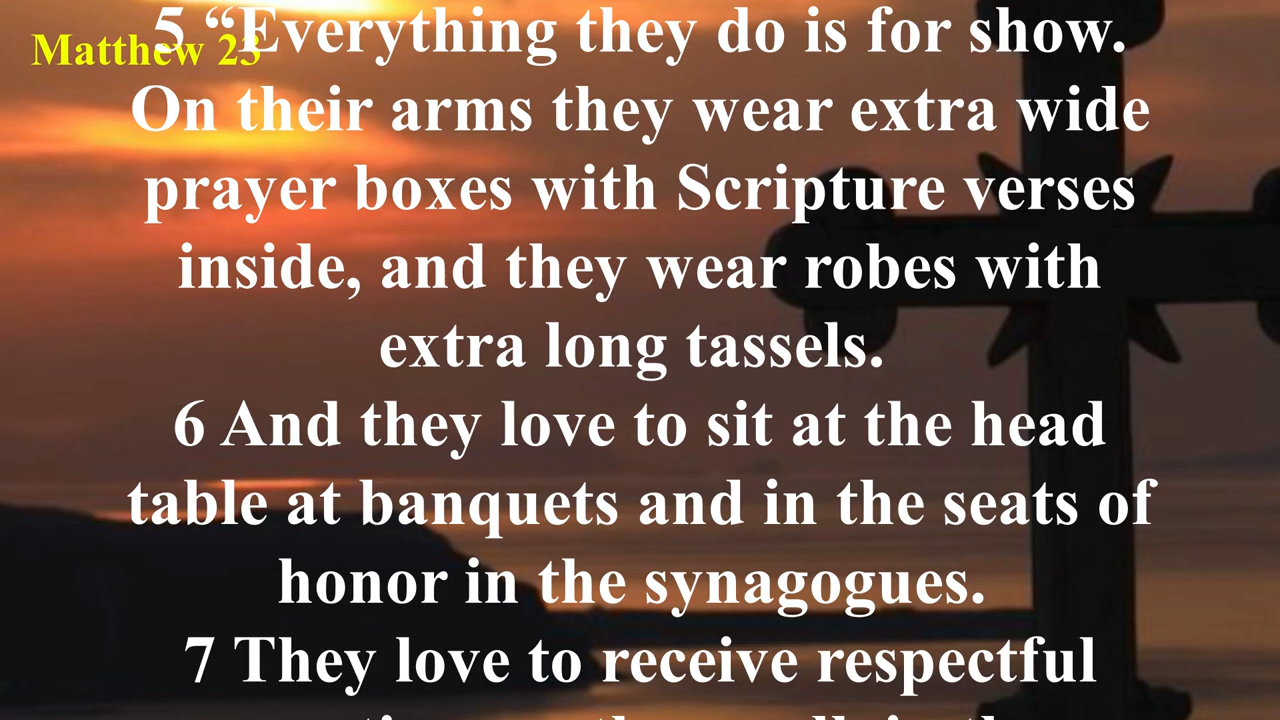 Matthew 23
5 “Everything they do is for show.
On their arms they wear extra wide
prayer boxes with Scripture verses
inside, and they wear robes with
extra long tassels.
6 And they love to sit at the head
table at banquets and in the seats of
honor in the synagogues.
7 They love to receive respectful